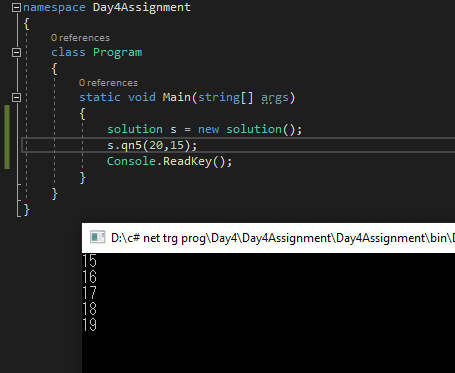 namespace Day4Assignment
{
0 references
class Program
{
0 references
static void Main(string[] args)
{
solution s = new solution();
s.qn5(20,15);
Console.ReadKey();
}
}
}
D:\c# net trg prog\Day4\Day4Assignment\Day4Assignment\bin\D
15
16
17
18
19